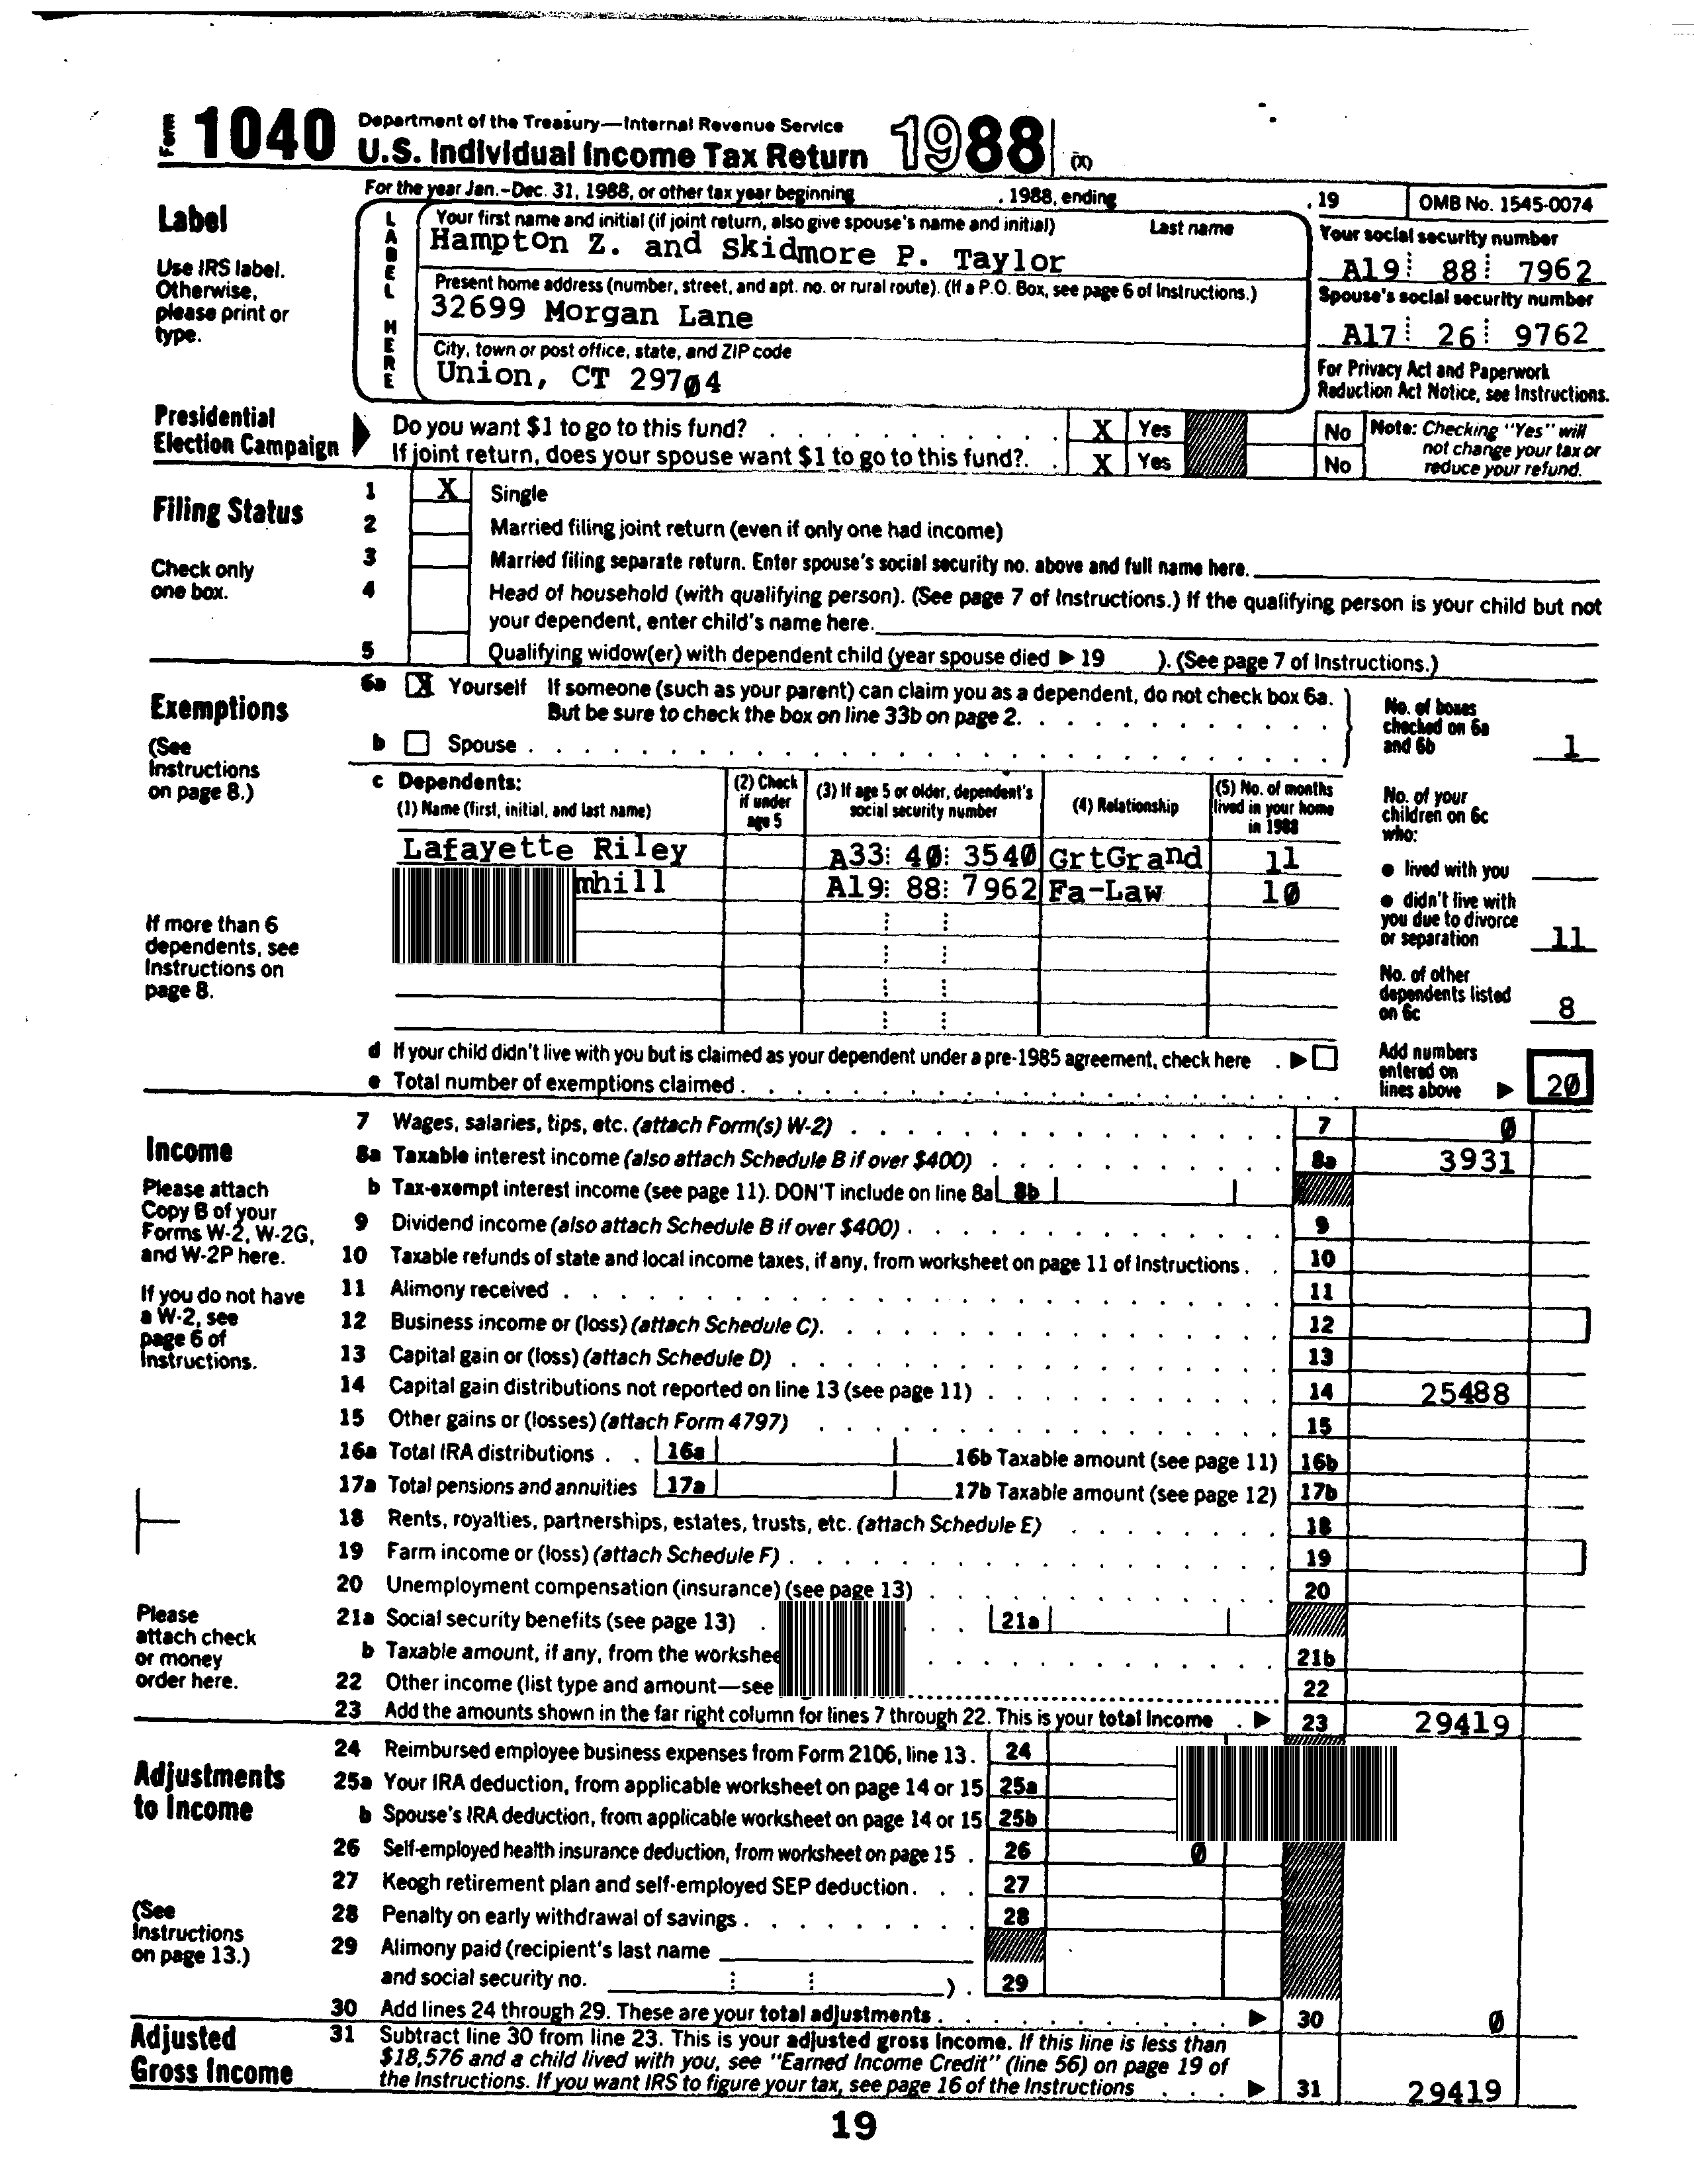 Form 1040 Department of the Treasury—Internal Revenue Service
U.S. Individual Income Tax Return 1988 (X)
For the year Jan.-Dec. 31, 1988, or other tax year beginning , 1988, ending , 19 OMB No. 1545-0074
Label
Use IRS label.
Otherwise,
please print or
type.
LABEL HERE
Your first name and initial (if joint return, also give spouse's name and initial) Last name
Hampton Z. and Skidmore P. Taylor
Present home address (number, street, and apt. no. or rural route). (If a P.O. Box, see page 6 of Instructions.)
32699 Morgan Lane
City, town or post office, state, and ZIP code
Union, CT 29704
Your social security number
A19 88 7962
Spouse's social security number
A17 26 9762
For Privacy Act and Paperwork
Reduction Act Notice, see Instructions.
Presidential
Election Campaign
Do you want $1 to go to this fund? X Yes No
If joint return, does your spouse want $1 to go to this fund? X Yes No
Note: Checking "Yes" will
not change your tax or
reduce your refund.
Filing Status
Check only
one box.
1 X Single
2 Married filing joint return (even if only one had income)
3 Married filing separate return. Enter spouse's social security no. above and full name here.
4 Head of household (with qualifying person). (See page 7 of Instructions.) If the qualifying person is your child but not
your dependent, enter child's name here.
5 Qualifying widow(er) with dependent child (year spouse died ▶ 19 ). (See page 7 of Instructions.)
Exemptions
(See
Instructions
on page 8.)
If more than 6
dependents, see
Instructions on
page 8.
6a X Yourself If someone (such as your parent) can claim you as a dependent, do not check box 6a.
But be sure to check the box on line 33b on page 2.
b Spouse
No. of boxes
checked on 6a
and 6b 1
c Dependents:
(1) Name (first, initial, and last name)
(2) Check
if under
age 5
(3) If age 5 or older, dependent's
social security number
(4) Relationship
(5) No. of months
lived in your home
in 1988
Lafayette Riley A33 40 3540 GrtGrand 11
mhill A19 88 7962 Fa-Law 10
No. of your
children on 6c
who:
● lived with you
● didn't live with
you due to divorce
or separation 11
No. of other
dependents listed
on 6c 8
d If your child didn't live with you but is claimed as your dependent under a pre-1985 agreement, check here ▶
e Total number of exemptions claimed
Add numbers
entered on
lines above ▶ 20
Income
Please attach
Copy B of your
Forms W-2, W-2G,
and W-2P here.
If you do not have
a W-2, see
page 6 of
Instructions.
Please
attach check
or money
order here.
7 Wages, salaries, tips, etc. (attach Form(s) W-2) 7 0
8a Taxable interest income (also attach Schedule B if over $400) 8a 3931
b Tax-exempt interest income (see page 11). DON'T include on line 8a 8b
9 Dividend income (also attach Schedule B if over $400) 9
10 Taxable refunds of state and local income taxes, if any, from worksheet on page 11 of Instructions 10
11 Alimony received 11
12 Business income or (loss) (attach Schedule C) 12
13 Capital gain or (loss) (attach Schedule D) 13
14 Capital gain distributions not reported on line 13 (see page 11) 14 25488
15 Other gains or (losses) (attach Form 4797) 15
16a Total IRA distributions 16a 16b Taxable amount (see page 11) 16b
17a Total pensions and annuities 17a 17b Taxable amount (see page 12) 17b
18 Rents, royalties, partnerships, estates, trusts, etc. (attach Schedule E) 18
19 Farm income or (loss) (attach Schedule F) 19
20 Unemployment compensation (insurance) (see page 13) 20
21a Social security benefits (see page 13) 21a
b Taxable amount, if any, from the workshee 21b
22 Other income (list type and amount—see 22
23 Add the amounts shown in the far right column for lines 7 through 22. This is your total income ▶ 23 29419
Adjustments
to Income
(See
Instructions
on page 13.)
24 Reimbursed employee business expenses from Form 2106, line 13. 24
25a Your IRA deduction, from applicable worksheet on page 14 or 15 25a
b Spouse's IRA deduction, from applicable worksheet on page 14 or 15 25b
26 Self-employed health insurance deduction, from worksheet on page 15 26 0
27 Keogh retirement plan and self-employed SEP deduction 27
28 Penalty on early withdrawal of savings 28
29 Alimony paid (recipient's last name
and social security no. ). 29
30 Add lines 24 through 29. These are your total adjustments ▶ 30 0
Adjusted
Gross Income
31 Subtract line 30 from line 23. This is your adjusted gross income. If this line is less than
$18,576 and a child lived with you, see "Earned Income Credit" (line 56) on page 19 of
the Instructions. If you want IRS to figure your tax, see page 16 of the Instructions ▶ 31 29419
19